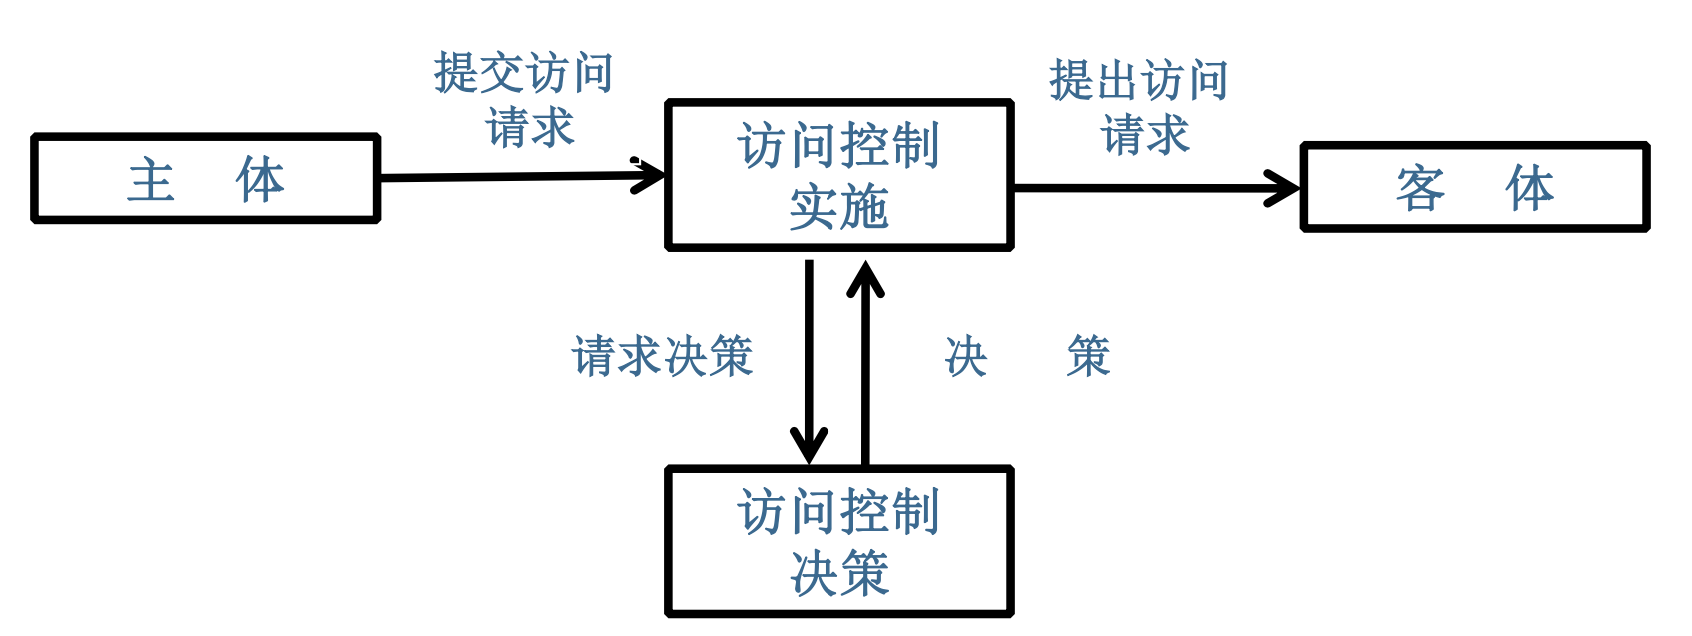 提交访问
请求
提出访问
请求
主 体
访问控制
实施
客 体
请求决策
决 策
访问控制
决策